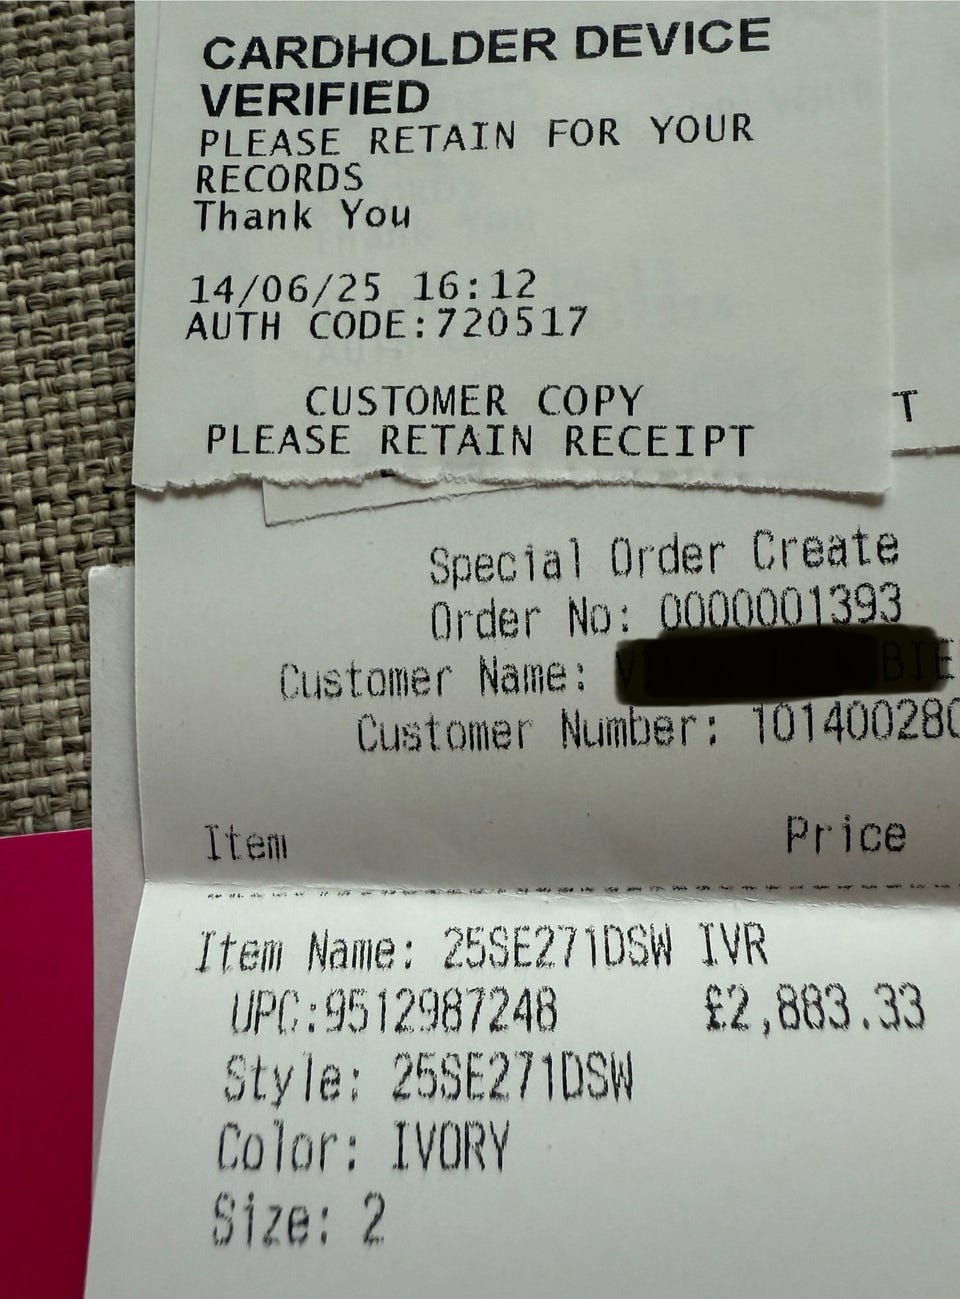 CARDHOLDER DEVICE
VERIFIED
PLEASE RETAIN FOR YOUR
RECORDS
Thank You
14/06/25 16:12
AUTH CODE:720517
CUSTOMER COPY
PLEASE RETAIN RECEIPT
T
Special Order Create
Order No: 0000001393
Customer Name:
Customer Number: 101400280
Item Price
Item Name: 25SE271DSW IVR
UPC:9512987248 £2,883.33
Style: 25SE271DSW
Color: IVORY
Size: 2